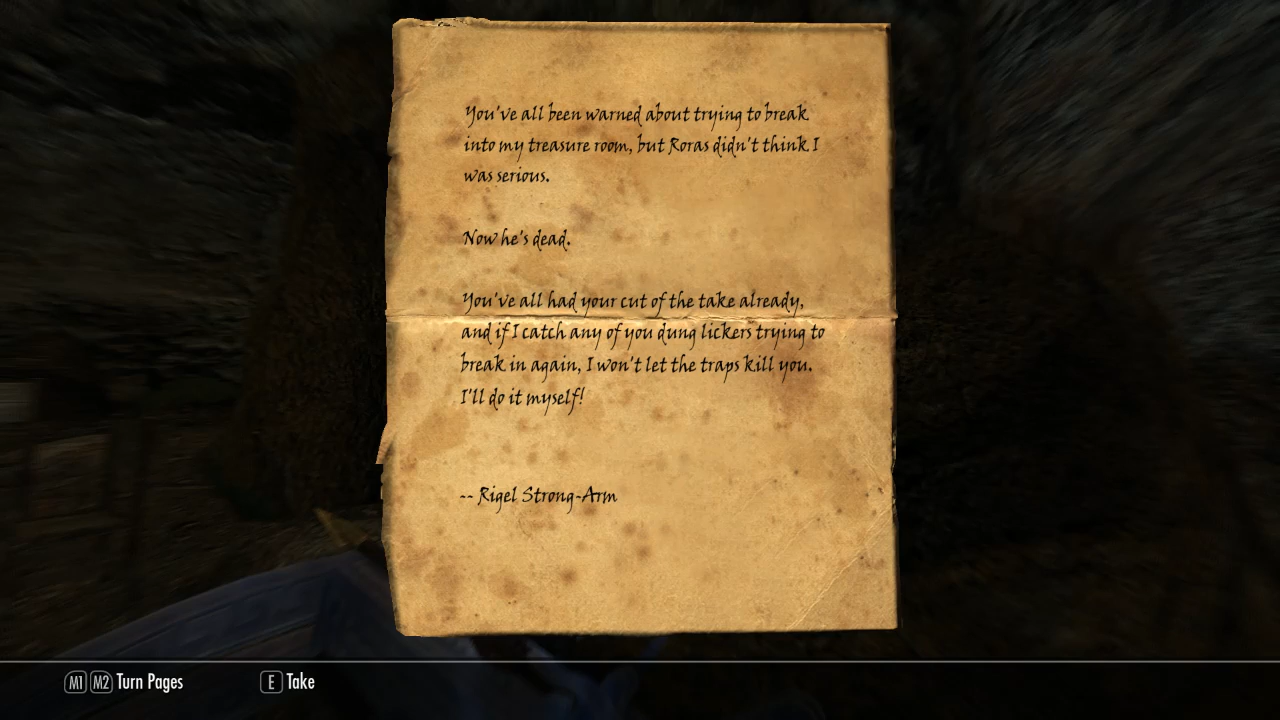 You've all been warned about trying to break
into my treasure room, but Roras didn't think I
was serious.
Now he's dead.
You've all had your cut of the take already,
and if I catch any of you dung lickers trying to
break in again, I won't let the traps kill you.
I'll do it myself!
-- Rigel Strong-Arm
M1 M2 Turn Pages E Take